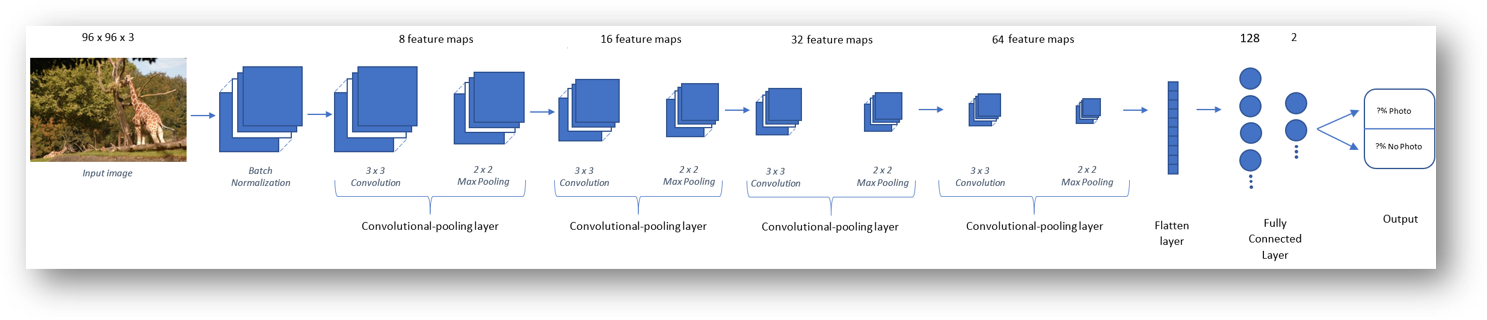 96 x 96 x 3
8 feature maps
16 feature maps
32 feature maps
64 feature maps
128
2
Input image
Batch
Normalization
3 x 3
Convolution
2 x 2
Max Pooling
3 x 3
Convolution
2 x 2
Max Pooling
3 x 3
Convolution
2 x 2
Max Pooling
3 x 3
Convolution
2 x 2
Max Pooling
?% Photo
?% No Photo
Convolutional-pooling layer
Convolutional-pooling layer
Convolutional-pooling layer
Convolutional-pooling layer
Flatten
layer
Fully
Connected
Layer
Output